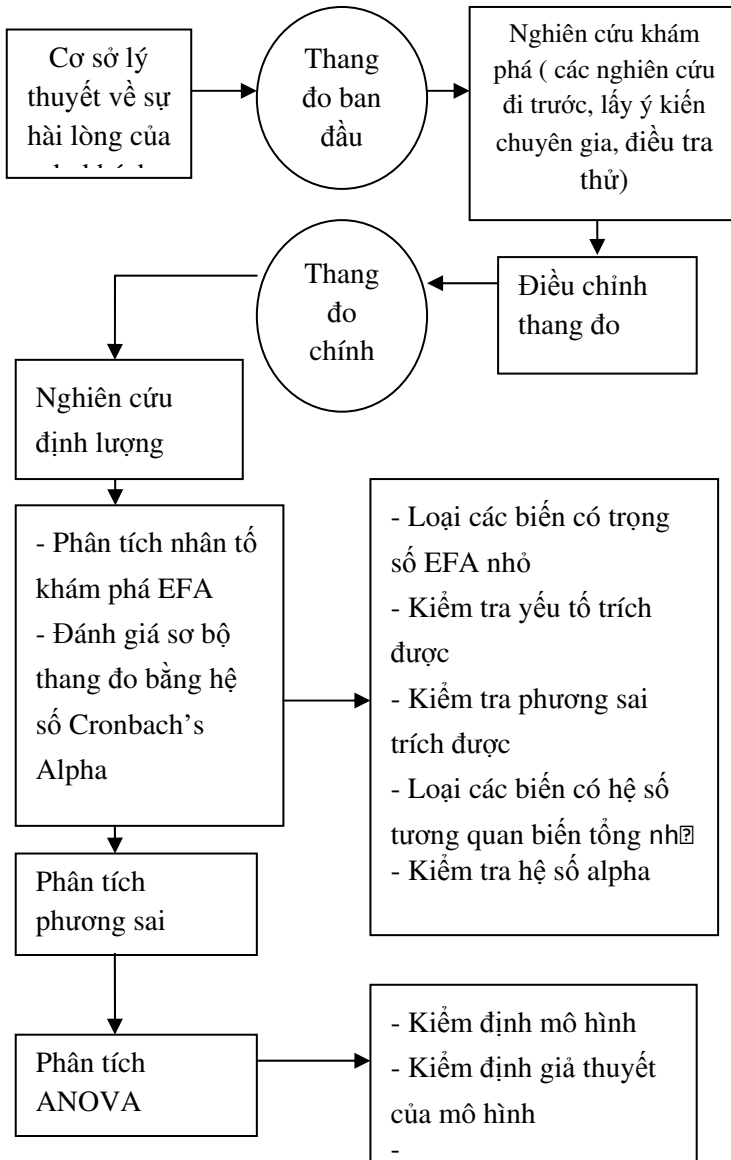 Cơ sở lý
thuyết về sự
hài lòng của
Thang
đo ban
đầu
Nghiên cứu khám
phá ( các nghiên cứu
đi trước, lấy ý kiến
chuyên gia, điều tra
thử)
Điều chỉnh
thang đo
Thang
đo
chính
Nghiên cứu
định lượng
- Phân tích nhân tố
khám phá EFA
- Đánh giá sơ bộ
thang đo bằng hệ
số Cronbach’s
Alpha
- Loại các biến có trọng
số EFA nhỏ
- Kiểm tra yếu tố trích
được
- Kiểm tra phương sai
trích được
- Loại các biến có hệ số
tương quan biến tổng
- Kiểm tra hệ số alpha
Phân tích
phương sai
Phân tích
ANOVA
- Kiểm định mô hình
- Kiểm định giả thuyết
của mô hình
-